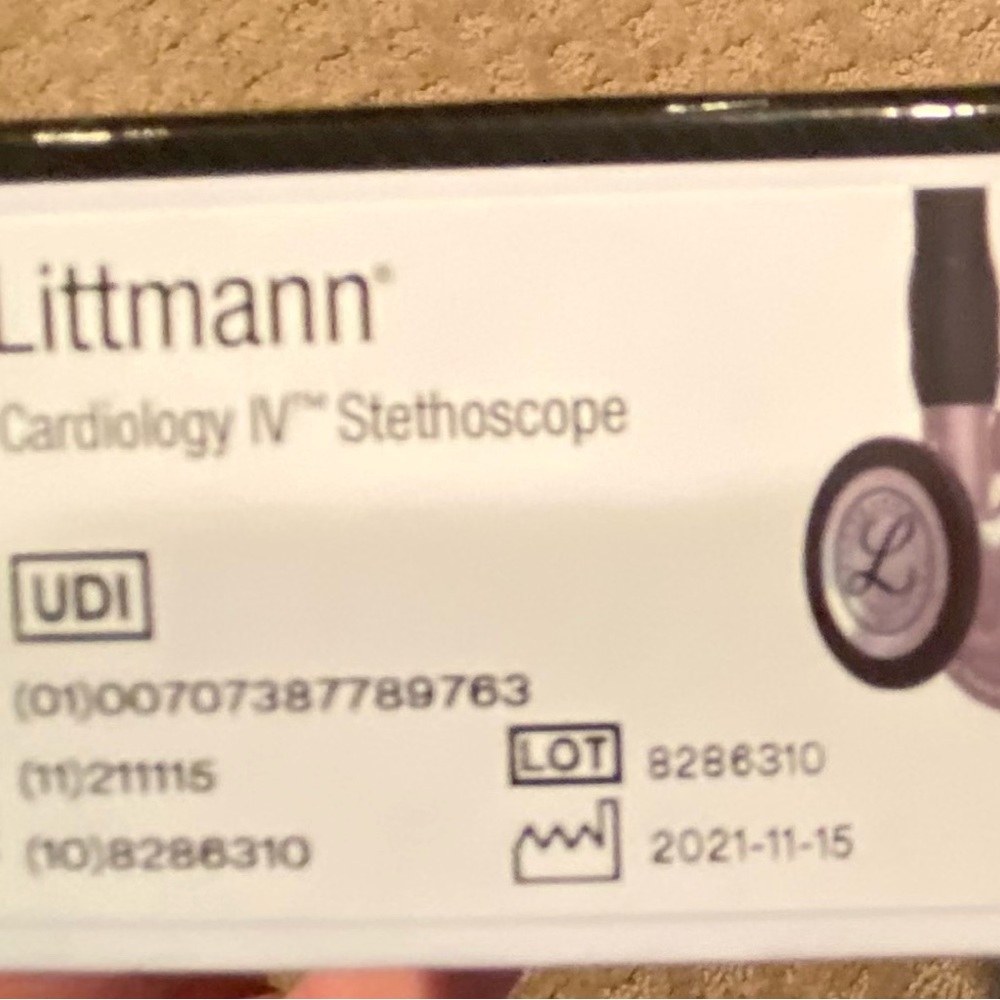 Littmann®
Cardiology IV™ Stethoscope
UDI
(01)00707387789763
(11)211115
(10)8286310
LOT 8286310
2021-11-15
L